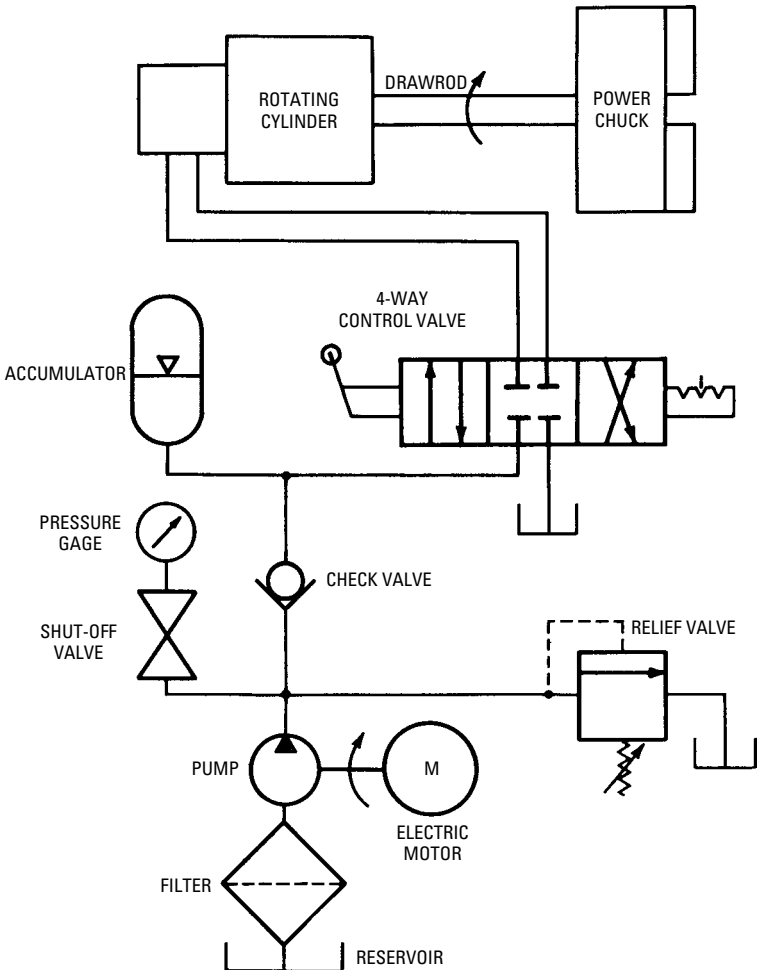 ROTATING
CYLINDER
DRAWROD
POWER
CHUCK
4-WAY
CONTROL VALVE
ACCUMULATOR
PRESSURE
GAGE
CHECK VALVE
SHUT-OFF
VALVE
RELIEF VALVE
PUMP
M
ELECTRIC
MOTOR
FILTER
RESERVOIR